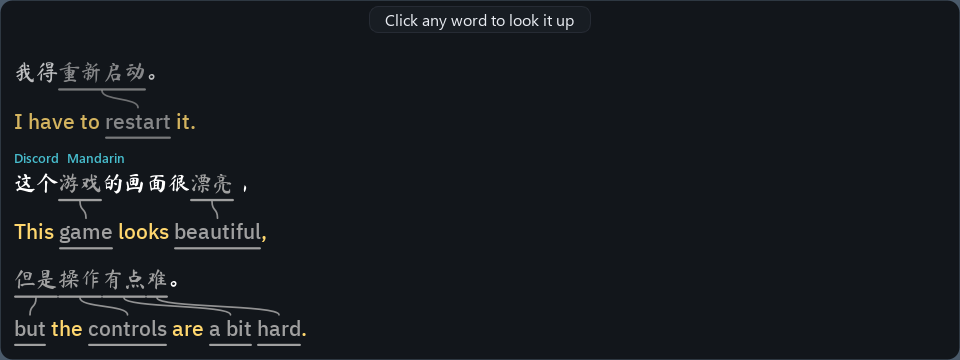 Click any word to look it up
我得重新启动。
I have to restart it.
Discord Mandarin
这个游戏的画面很漂亮，
This game looks beautiful,
但是操作有点难。
but the controls are a bit hard.